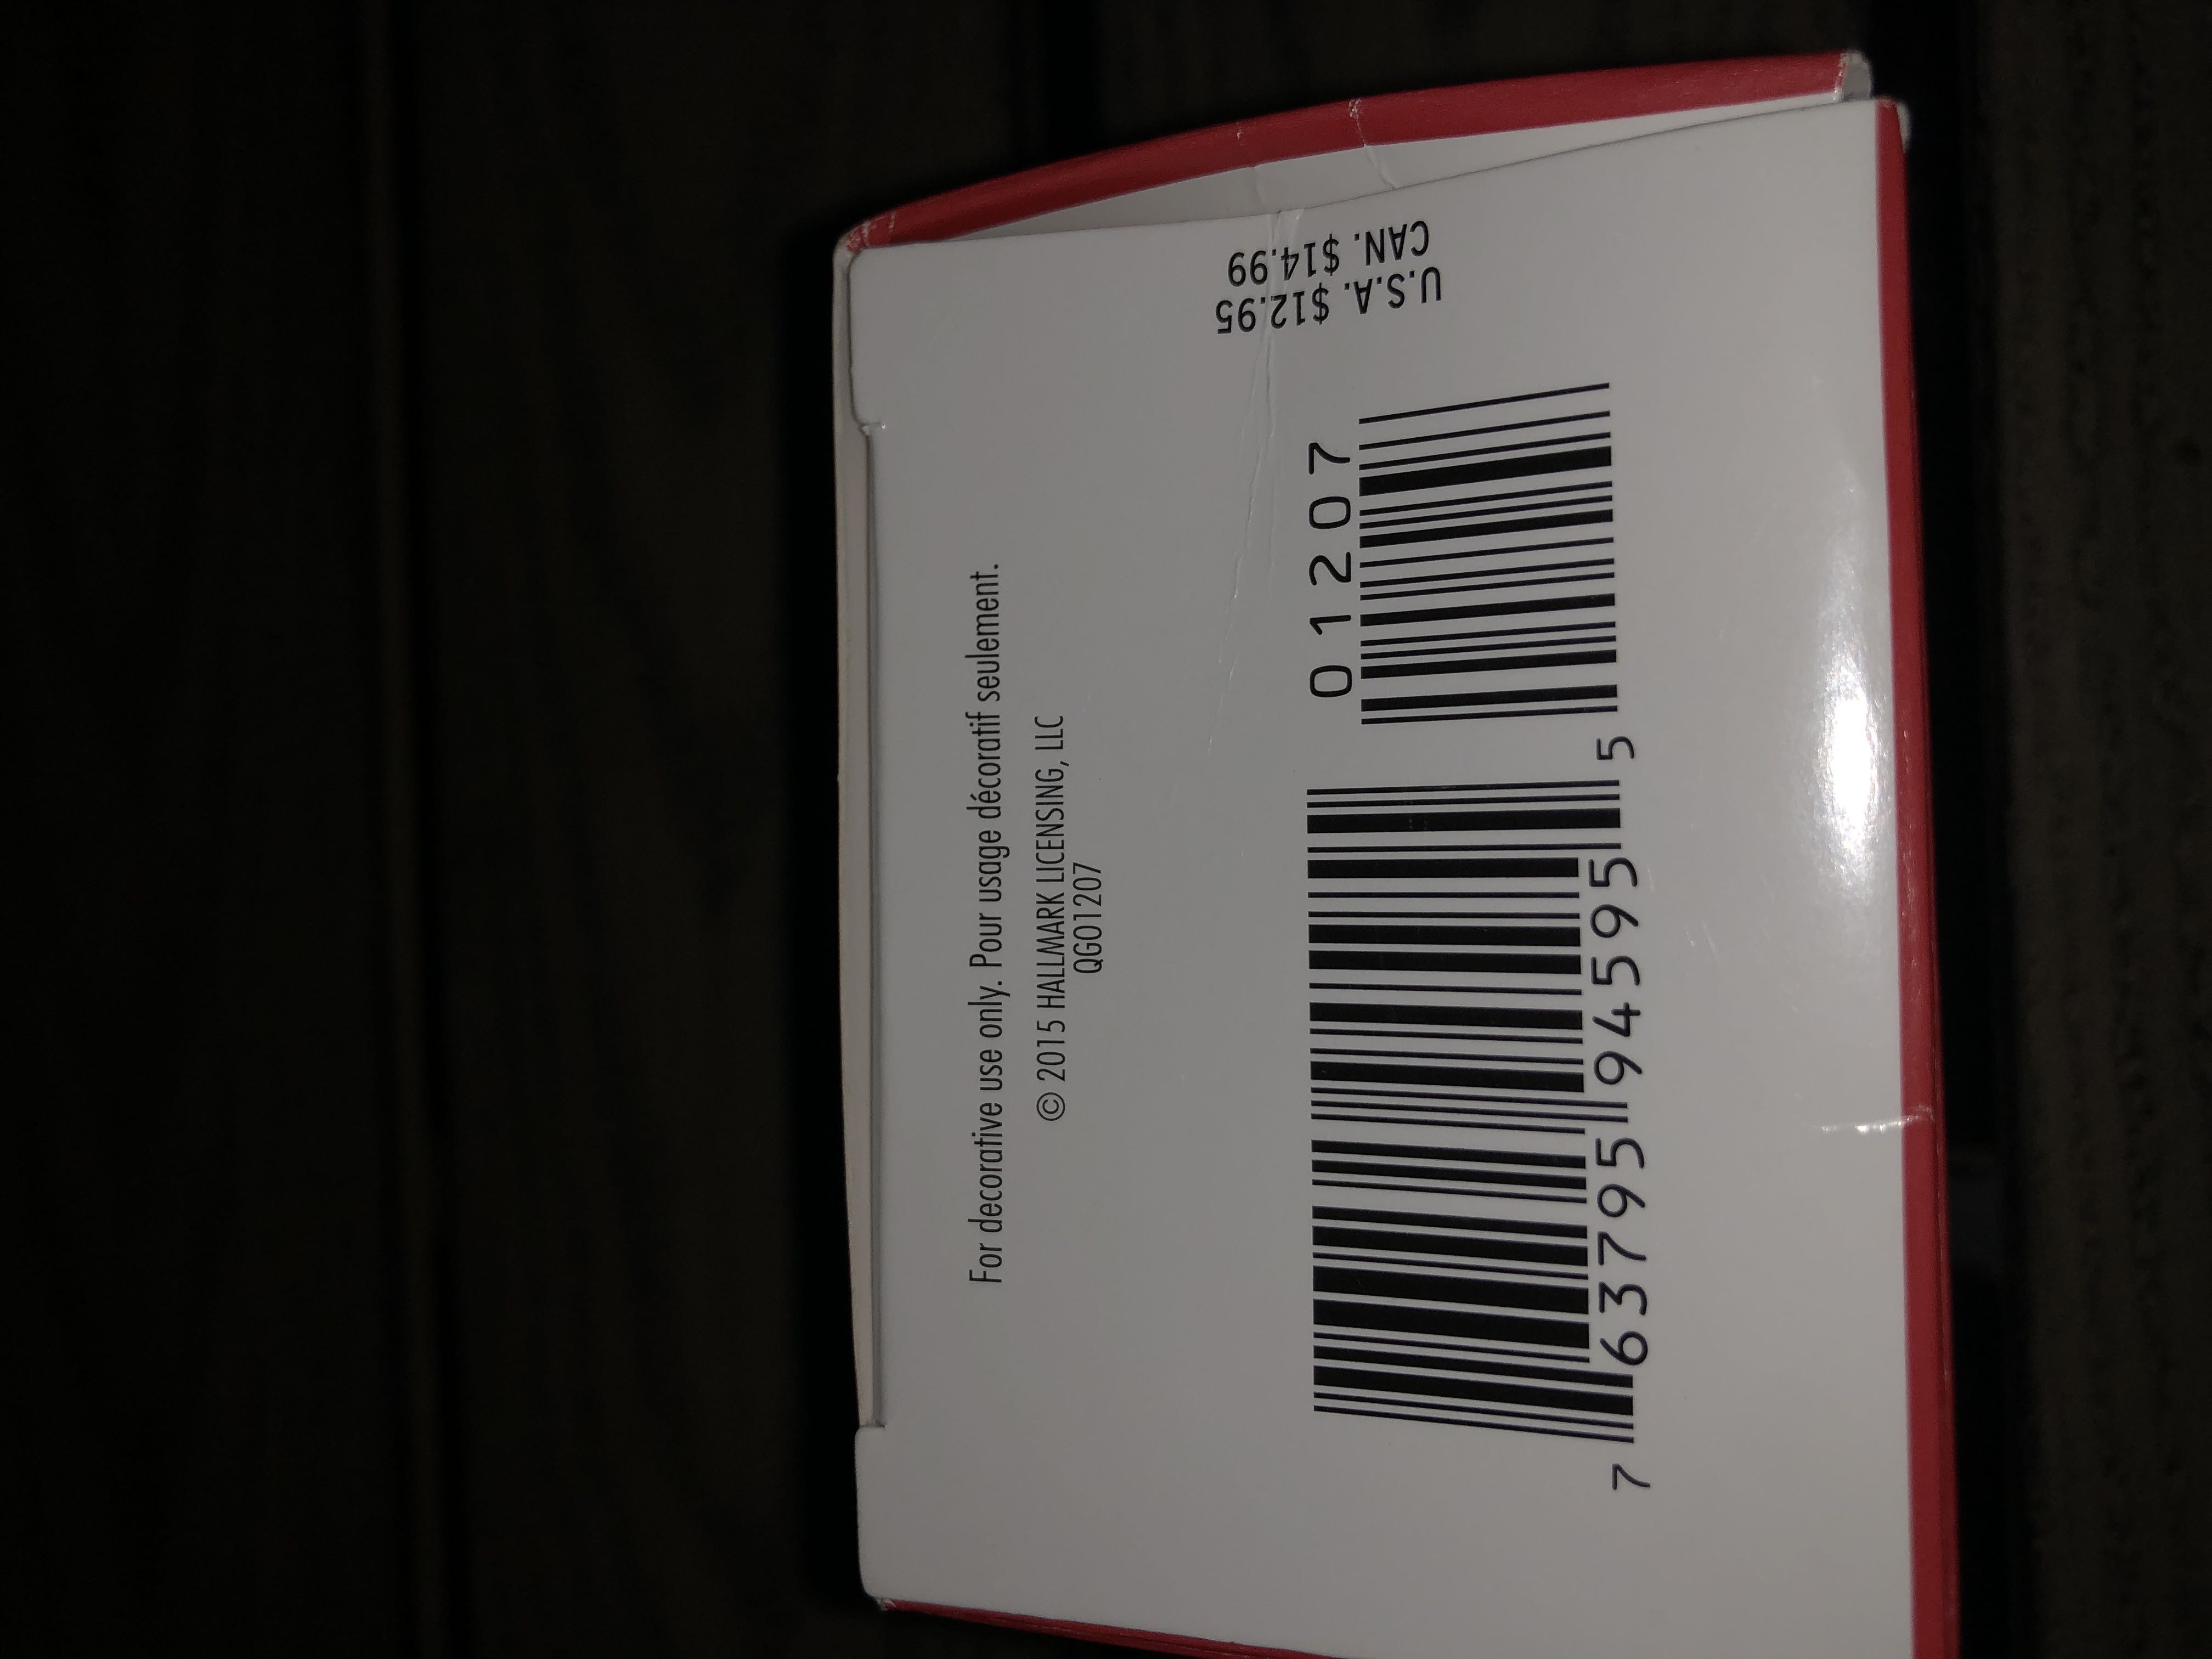 For decorative use only. Pour usage décoratif seulement.
© 2015 HALLMARK LICENSING, LLC
QGO1207
01207
7 63795 94595 5
U.S.A. $12.95
CAN. $14.99